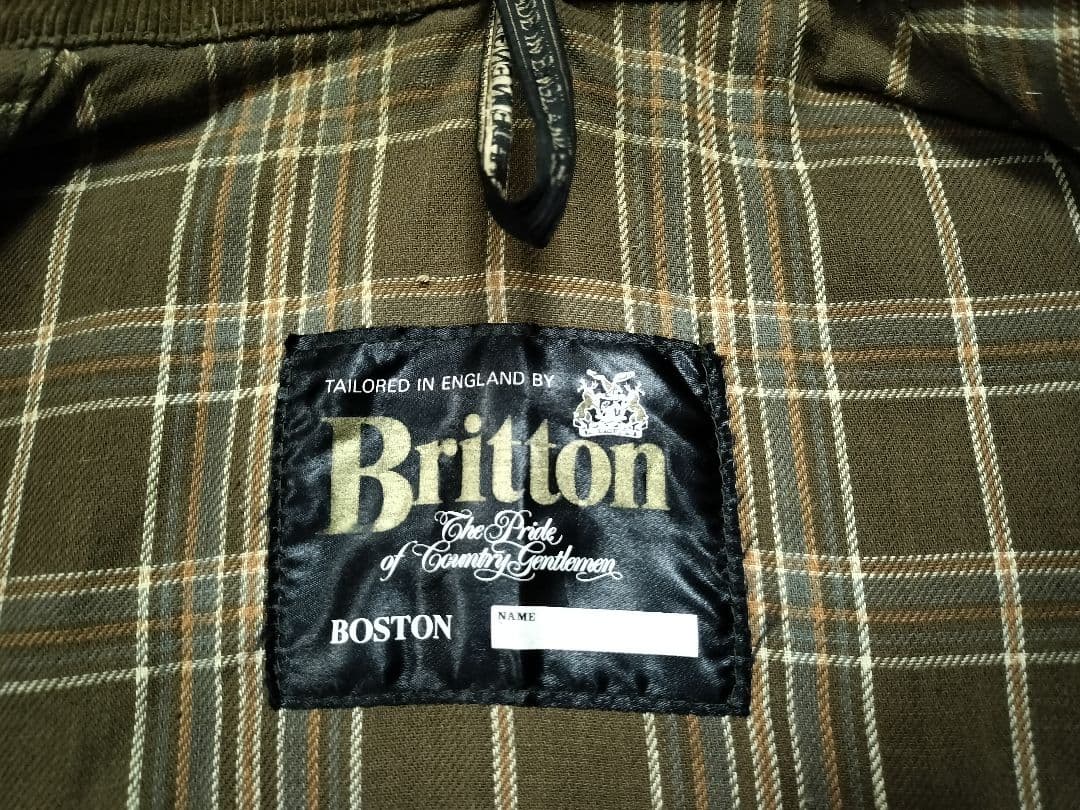 TAILORED IN ENGLAND BY
Britton
The Pride
of Country Gentlemen
BOSTON
NAME